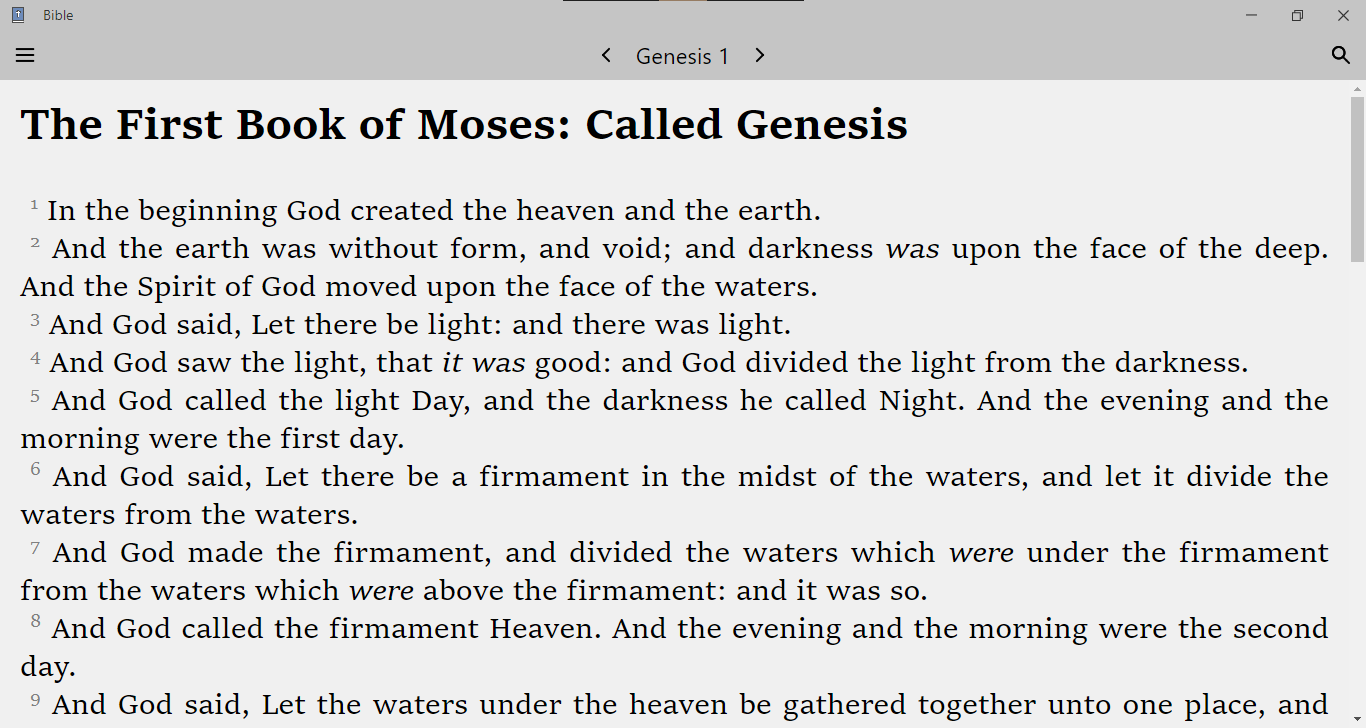 Bible
Genesis 1
The First Book of Moses: Called Genesis
1 In the beginning God created the heaven and the earth.
2 And the earth was without form, and void; and darkness was upon the face of the deep.
And the Spirit of God moved upon the face of the waters.
3 And God said, Let there be light: and there was light.
4 And God saw the light, that it was good: and God divided the light from the darkness.
5 And God called the light Day, and the darkness he called Night. And the evening and the
morning were the first day.
6 And God said, Let there be a firmament in the midst of the waters, and let it divide the
waters from the waters.
7 And God made the firmament, and divided the waters which were under the firmament
from the waters which were above the firmament: and it was so.
8 And God called the firmament Heaven. And the evening and the morning were the second
day.
9 And God said, Let the waters under the heaven be gathered together unto one place, and